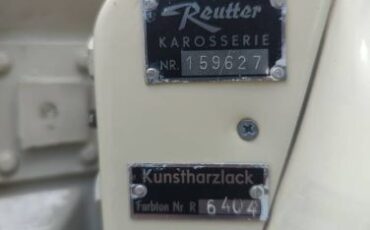 Reutter
KAROSSERIE
NR. 159627
Kunstharzlack
Farbton Nr R 6404